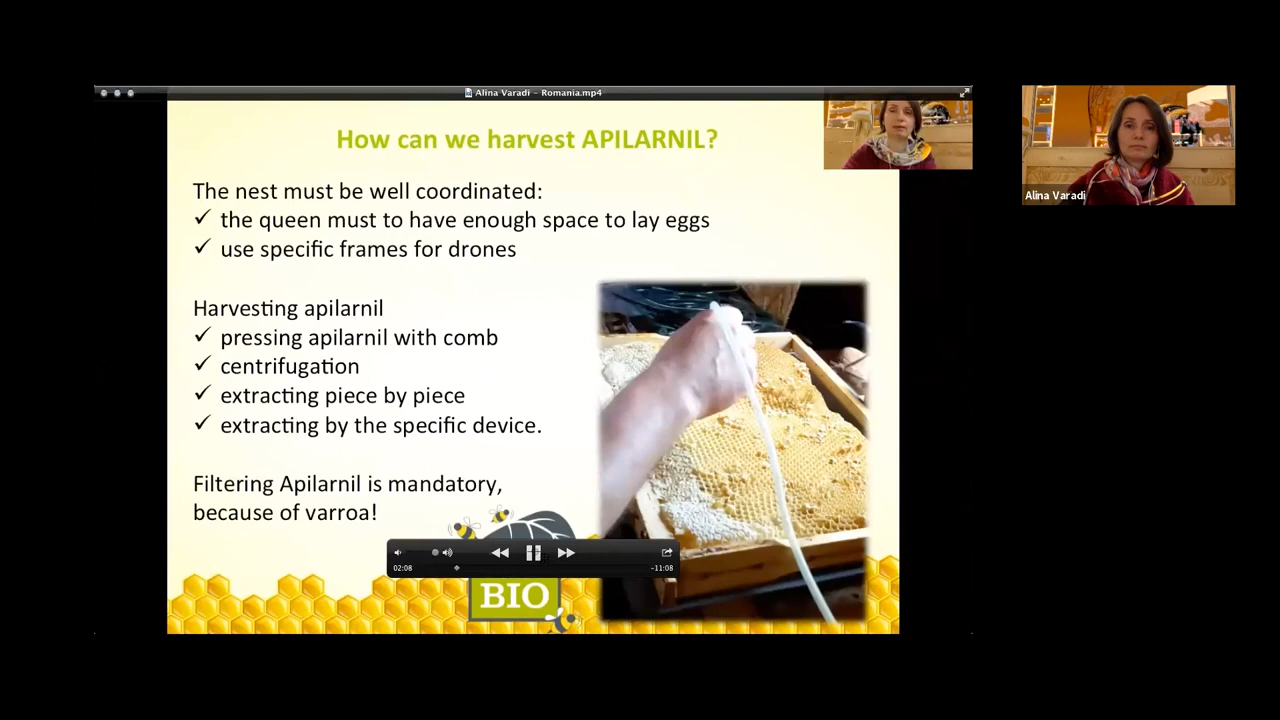 Alina Varadi – Romania.mp4
How can we harvest APILARNIL?
The nest must be well coordinated:
✓ the queen must to have enough space to lay eggs
✓ use specific frames for drones
Harvesting apilarnil
✓ pressing apilarnil with comb
✓ centrifugation
✓ extracting piece by piece
✓ extracting by the specific device.
Filtering Apilarnil is mandatory,
because of varroa!
02:08
-11:08
BIO
Alina Varadi